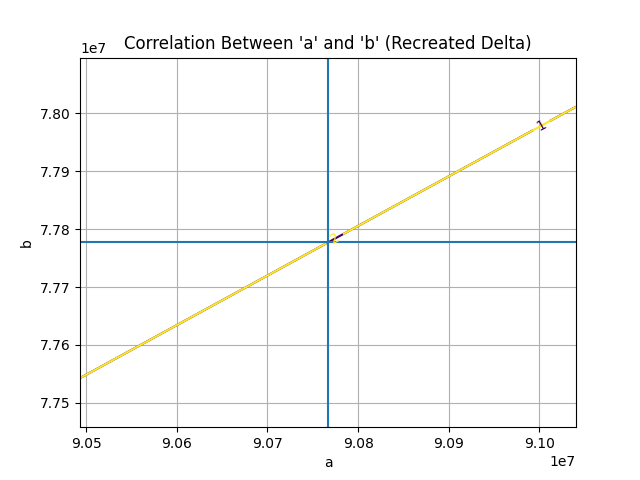 Correlation Between 'a' and 'b' (Recreated Delta)
1e7
7.80
7.79
7.78
7.77
7.76
7.75
b
1
9.05
9.06
9.07
9.08
9.09
9.10
a
1e7